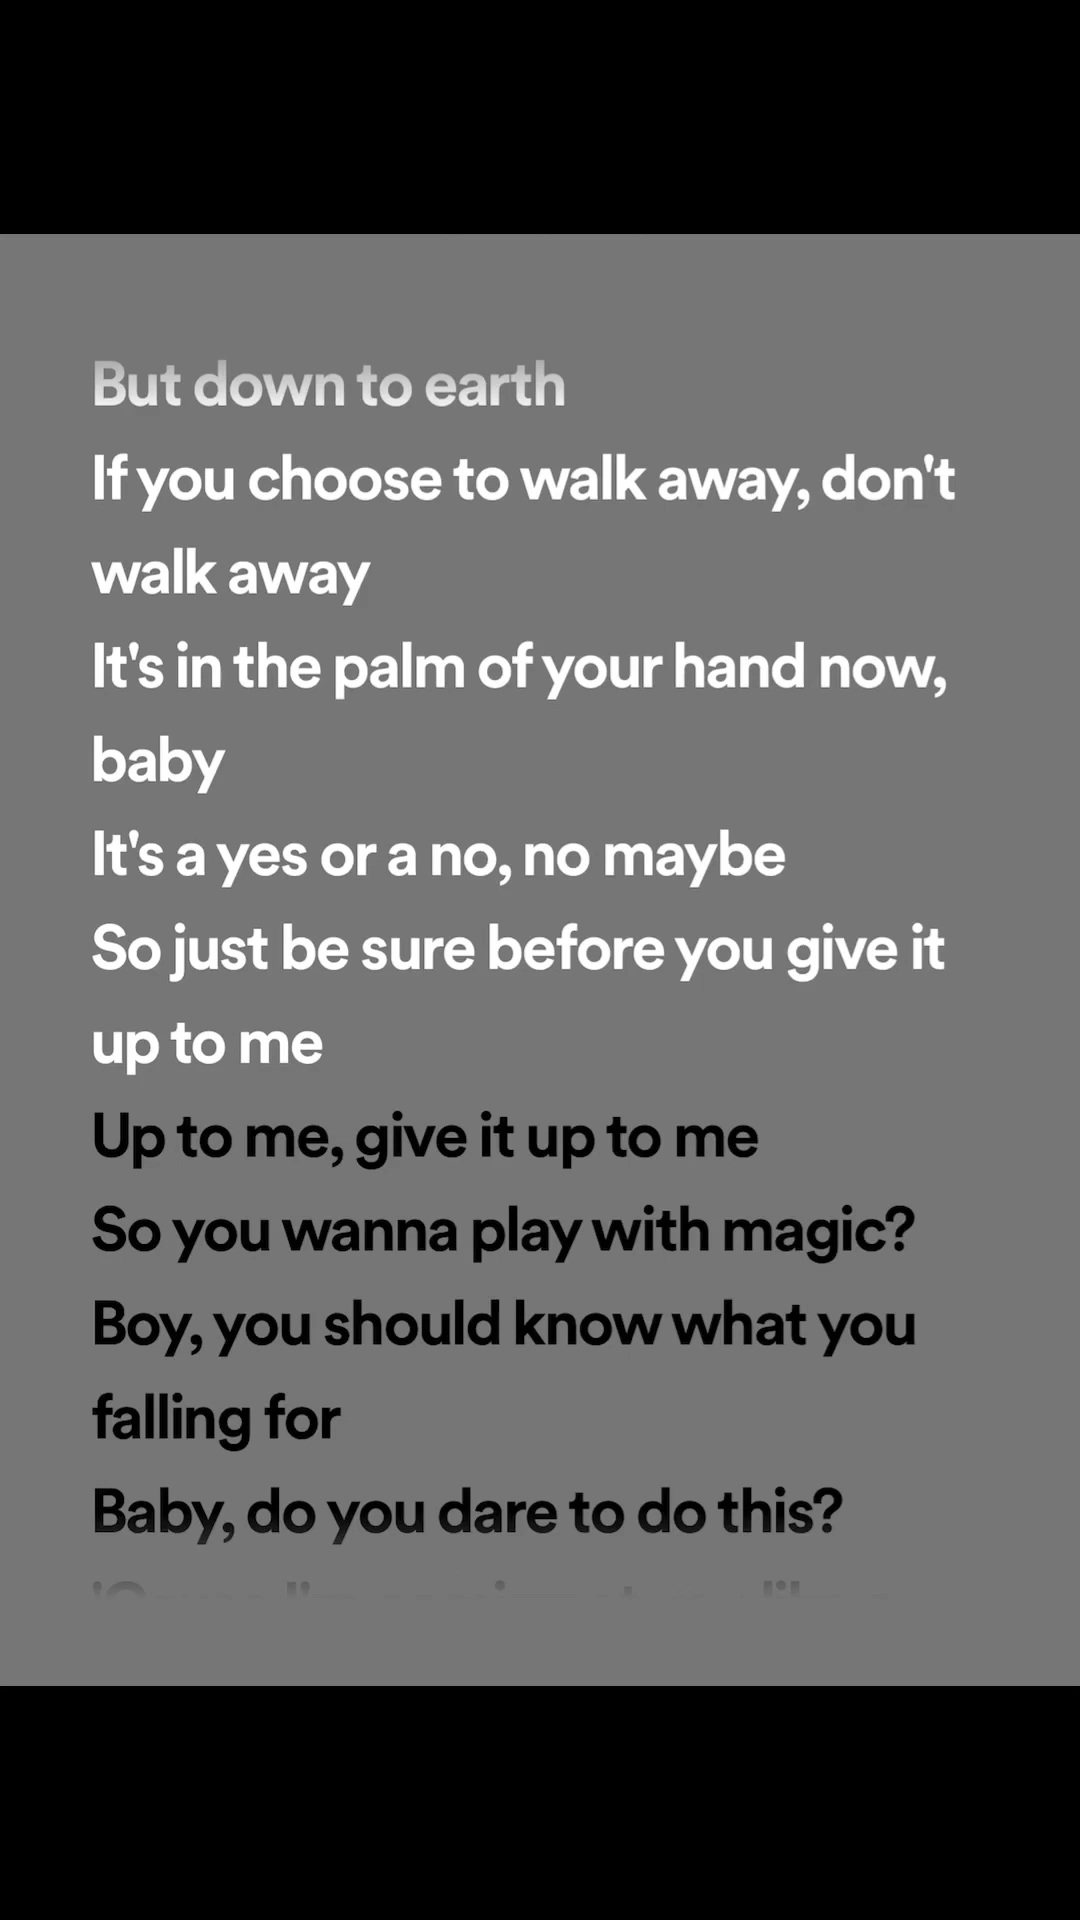 But down to earth
If you choose to walk away, don't
walk away
It's in the palm of your hand now,
baby
It's a yes or a no, no maybe
So just be sure before you give it
up to me
Up to me, give it up to me
So you wanna play with magic?
Boy, you should know what you
falling for
Baby, do you dare to do this?